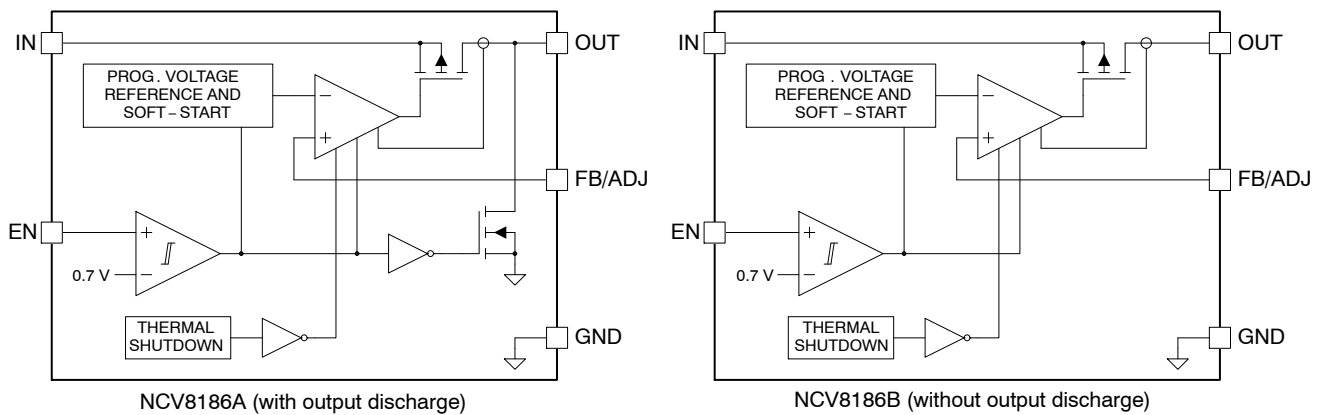 IN
OUT
PROG . VOLTAGE
REFERENCE AND
SOFT – START
−
+
FB/ADJ
EN
+
0.7 V
−
THERMAL
SHUTDOWN
GND
NCV8186A (with output discharge)
IN
OUT
PROG . VOLTAGE
REFERENCE AND
SOFT – START
−
+
FB/ADJ
EN
+
0.7 V
−
THERMAL
SHUTDOWN
GND
NCV8186B (without output discharge)